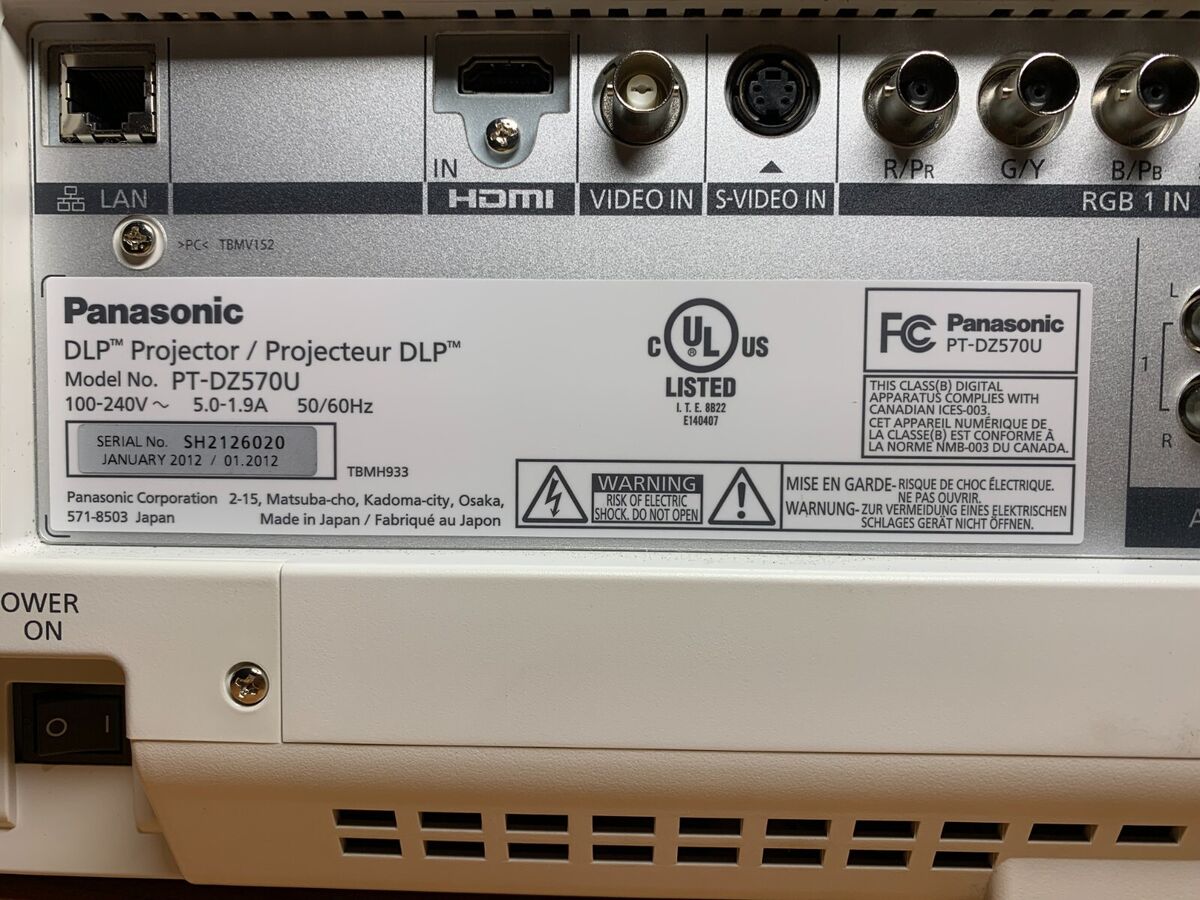 IN
R/PR
G/Y
B/PB
LAN
HDMI
VIDEO IN
S-VIDEO IN
RGB 1 IN
>PC< TBMV152
Panasonic
DLP™ Projector / Projecteur DLP™
Model No. PT-DZ570U
100-240V ~ 5.0-1.9A 50/60Hz
SERIAL No. SH2126020
JANUARY 2012 / 01.2012
TBMH933
Panasonic Corporation 2-15, Matsuba-cho, Kadoma-city, Osaka,
571-8503 Japan
Made in Japan / Fabriqué au Japon
C UL ® US
LISTED
I. T. E. 8B22
E140407
FC Panasonic
PT-DZ570U
THIS CLASS(B) DIGITAL
APPARATUS COMPLIES WITH
CANADIAN ICES-003.
CET APPAREIL NUMÉRIQUE DE
LA CLASSE(B) EST CONFORME À
LA NORME NMB-003 DU CANADA.
WARNING
RISK OF ELECTRIC
SHOCK. DO NOT OPEN
MISE EN GARDE- RISQUE DE CHOC ÉLECTRIQUE.
NE PAS OUVRIR.
WARNUNG- ZUR VERMEIDUNG EINES ELEKTRISCHEN
SCHLAGES GERÄT NICHT ÖFFNEN.
L
1
R
A
OWER
ON
O I